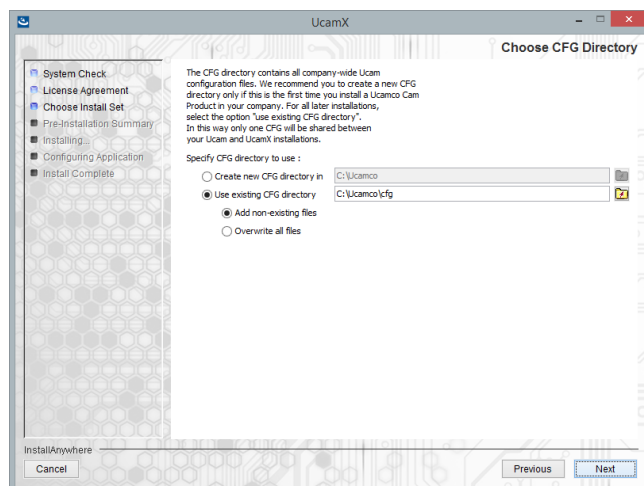 UcamX
Choose CFG Directory
System Check
License Agreement
Choose Install Set
Pre-Installation Summary
Installing...
Configuring Application
Install Complete
The CFG directory contains all company-wide Ucam
configuration files. We recommend you to create a new CFG
directory only if this is the first time you install a Ucamco Cam
Product in your company. For all later installations,
select the option "use existing CFG directory".
In this way only one CFG will be shared between
your Ucam and UcamX installations.
Specify CFG directory to use :
Create new CFG directory in C:\Ucamco
Use existing CFG directory C:\Ucamco\cfg
Add non-existing files
Overwrite all files
InstallAnywhere
Cancel Previous Next